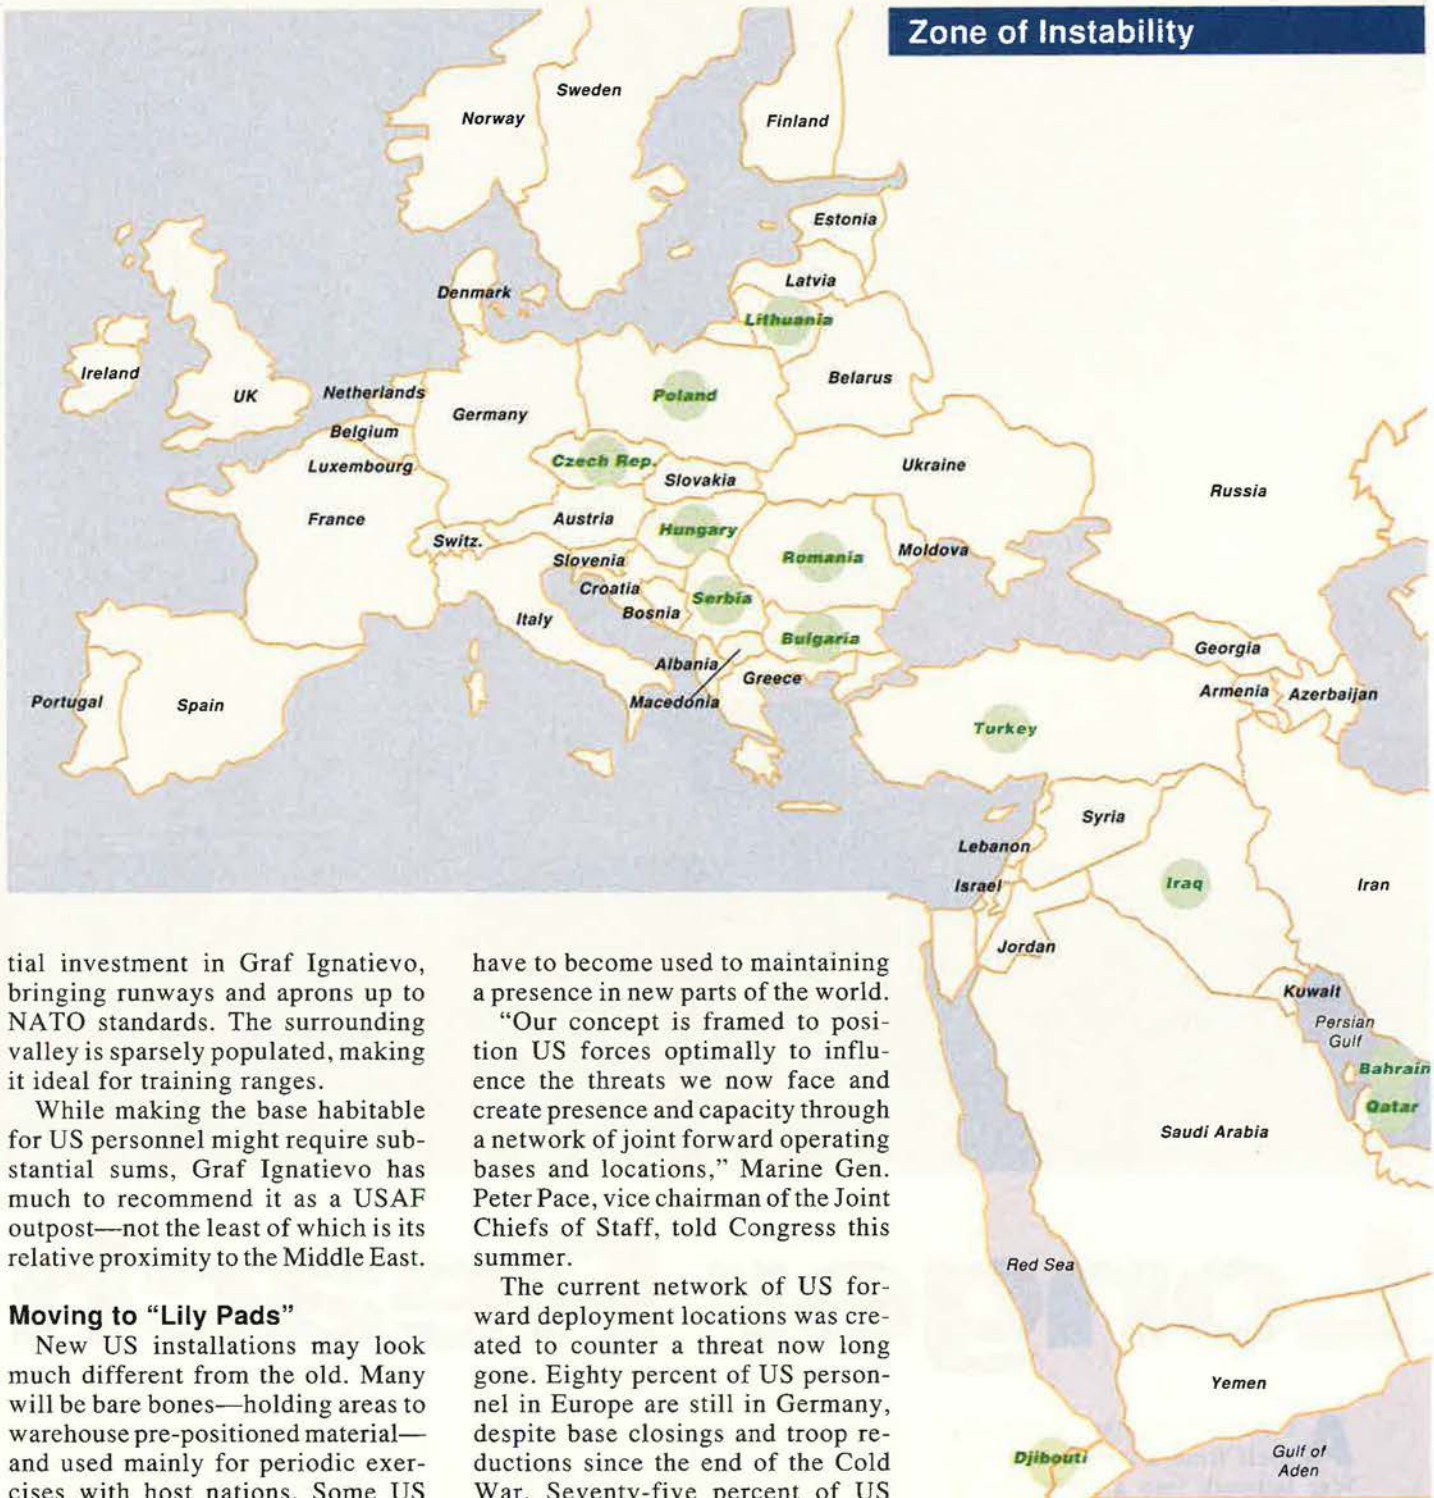 Zone of Instability
Sweden
Norway
Finland
Estonia
Latvia
Denmark
Lithuania
Ireland
UK
Netherlands
Belarus
Poland
Germany
Belgium
Luxembourg
Czech Rep.
Slovakia
Ukraine
Russia
France
Austria
Hungary
Switz.
Moldova
Slovenia
Romania
Croatia
Serbia
Bosnia
Italy
Bulgaria
Georgia
Albania
Greece
Armenia
Azerbaijan
Portugal
Spain
Macedonia
Turkey
Syria
Lebanon
Israel
Iraq
Iran
Jordan
Kuwait
Persian
Gulf
Bahrain
Qatar
Saudi Arabia
Red Sea
Yemen
Djibouti
Gulf of
Aden
tial investment in Graf Ignatievo,
bringing runways and aprons up to
NATO standards. The surrounding
valley is sparsely populated, making
it ideal for training ranges.
While making the base habitable
for US personnel might require sub-
stantial sums, Graf Ignatievo has
much to recommend it as a USAF
outpost—not the least of which is its
relative proximity to the Middle East.
Moving to “Lily Pads”
New US installations may look
much different from the old. Many
will be bare bones—holding areas to
warehouse pre-positioned material—
and used mainly for periodic exer-
cises with host nations. Some US
have to become used to maintaining
a presence in new parts of the world.
“Our concept is framed to posi-
tion US forces optimally to influ-
ence the threats we now face and
create presence and capacity through
a network of joint forward operating
bases and locations,” Marine Gen.
Peter Pace, vice chairman of the Joint
Chiefs of Staff, told Congress this
summer.
The current network of US for-
ward deployment locations was cre-
ated to counter a threat now long
gone. Eighty percent of US person-
nel in Europe are still in Germany,
despite base closings and troop re-
ductions since the end of the Cold
War. Seventy-five percent of US